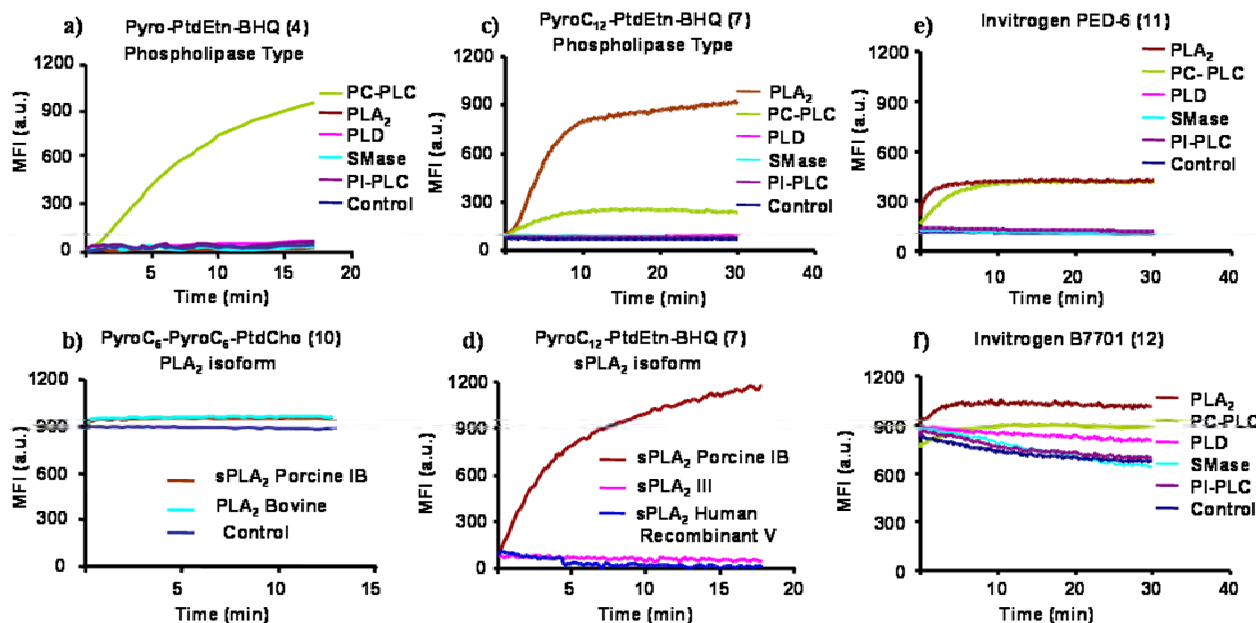 a) Pyro-PtdEtn-BHQ (4)
Phospholipase Type
1200
900
600
300
0
MFI (a.u.)
PC-PLC
PLA₂
PLD
SMase
PI-PLC
Control
5
10
15
20
Time (min)
b) PyroC₆-PyroC₆-PtdCho (10)
PLA₂ isoform
1200
900
600
300
0
MFI (a.u.)
sPLA₂ Porcine IB
PLA₂ Bovine
Control
5
10
15
Time (min)
c) PyroC₁₂-PtdEtn-BHQ (7)
Phospholipase Type
1200
900
600
300
0
MFI (a.u.)
PLA₂
PC-PLC
PLD
SMase
PI-PLC
Control
10
20
30
40
Time (min)
d) PyroC₁₂-PtdEtn-BHQ (7)
sPLA₂ isoform
1200
900
600
300
0
MFI (a.u.)
sPLA₂ Porcine IB
sPLA₂ III
sPLA₂ Human
Recombinant V
5
10
15
20
Time (min)
e) Invitrogen PED-6 (11)
1200
900
600
300
0
MFI (a.u.)
PLA₂
PC- PLC
PLD
SMase
PI-PLC
Control
10
20
30
40
Time (min)
f) Invitrogen B7701 (12)
1200
900
600
300
0
MFI (a.u.)
PLA₂
PC-PLC
PLD
SMase
PI-PLC
Control
10
20
30
40
Time (min)